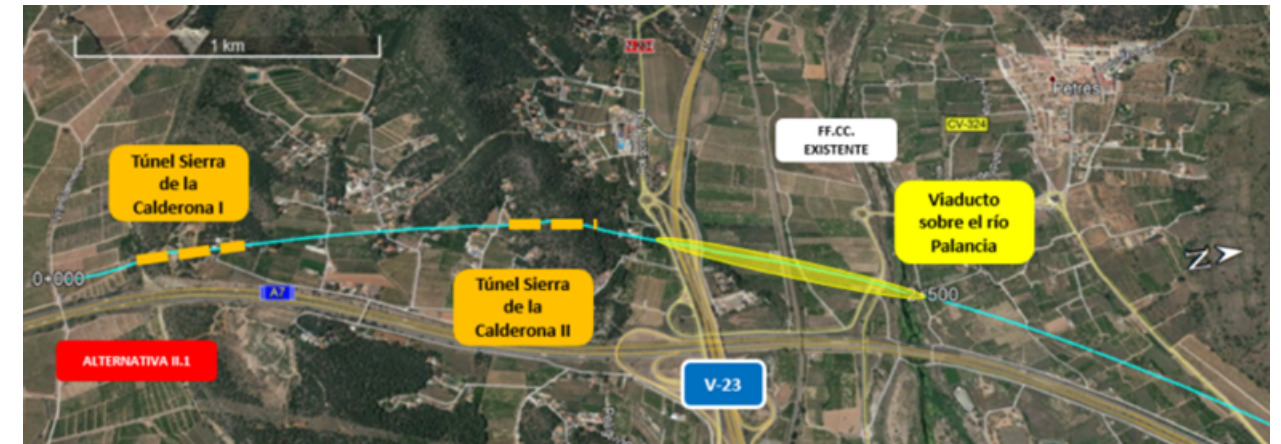 1 km
Petrés
FF.CC.
EXISTENTE
CV-324
Túnel Sierra
de la
Calderona I
Viaducto
sobre el río
Palancia
N
0+000
A7
Túnel Sierra
de la
Calderona II
500
ALTERNATIVA II.1
V-23